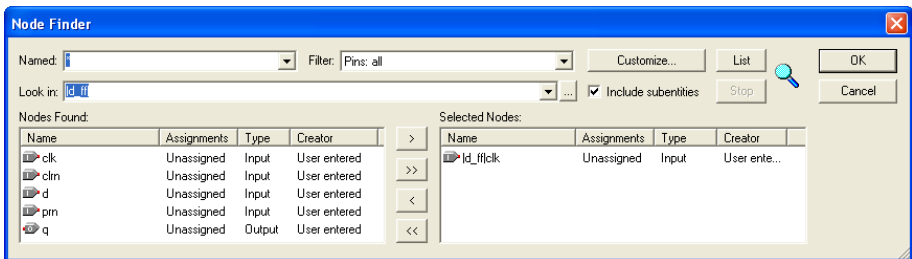 Node Finder
Named: * Filter: Pins: all Customize... List OK
Look in: |d_ff ... Include subentities Stop Cancel
Nodes Found: Selected Nodes:
Name Assignments Type Creator > Name Assignments Type Creator
clk Unassigned Input User entered |d_ff|clk Unassigned Input User ente...
clrn Unassigned Input User entered >>
d Unassigned Input User entered <
prn Unassigned Input User entered
q Unassigned Output User entered <<